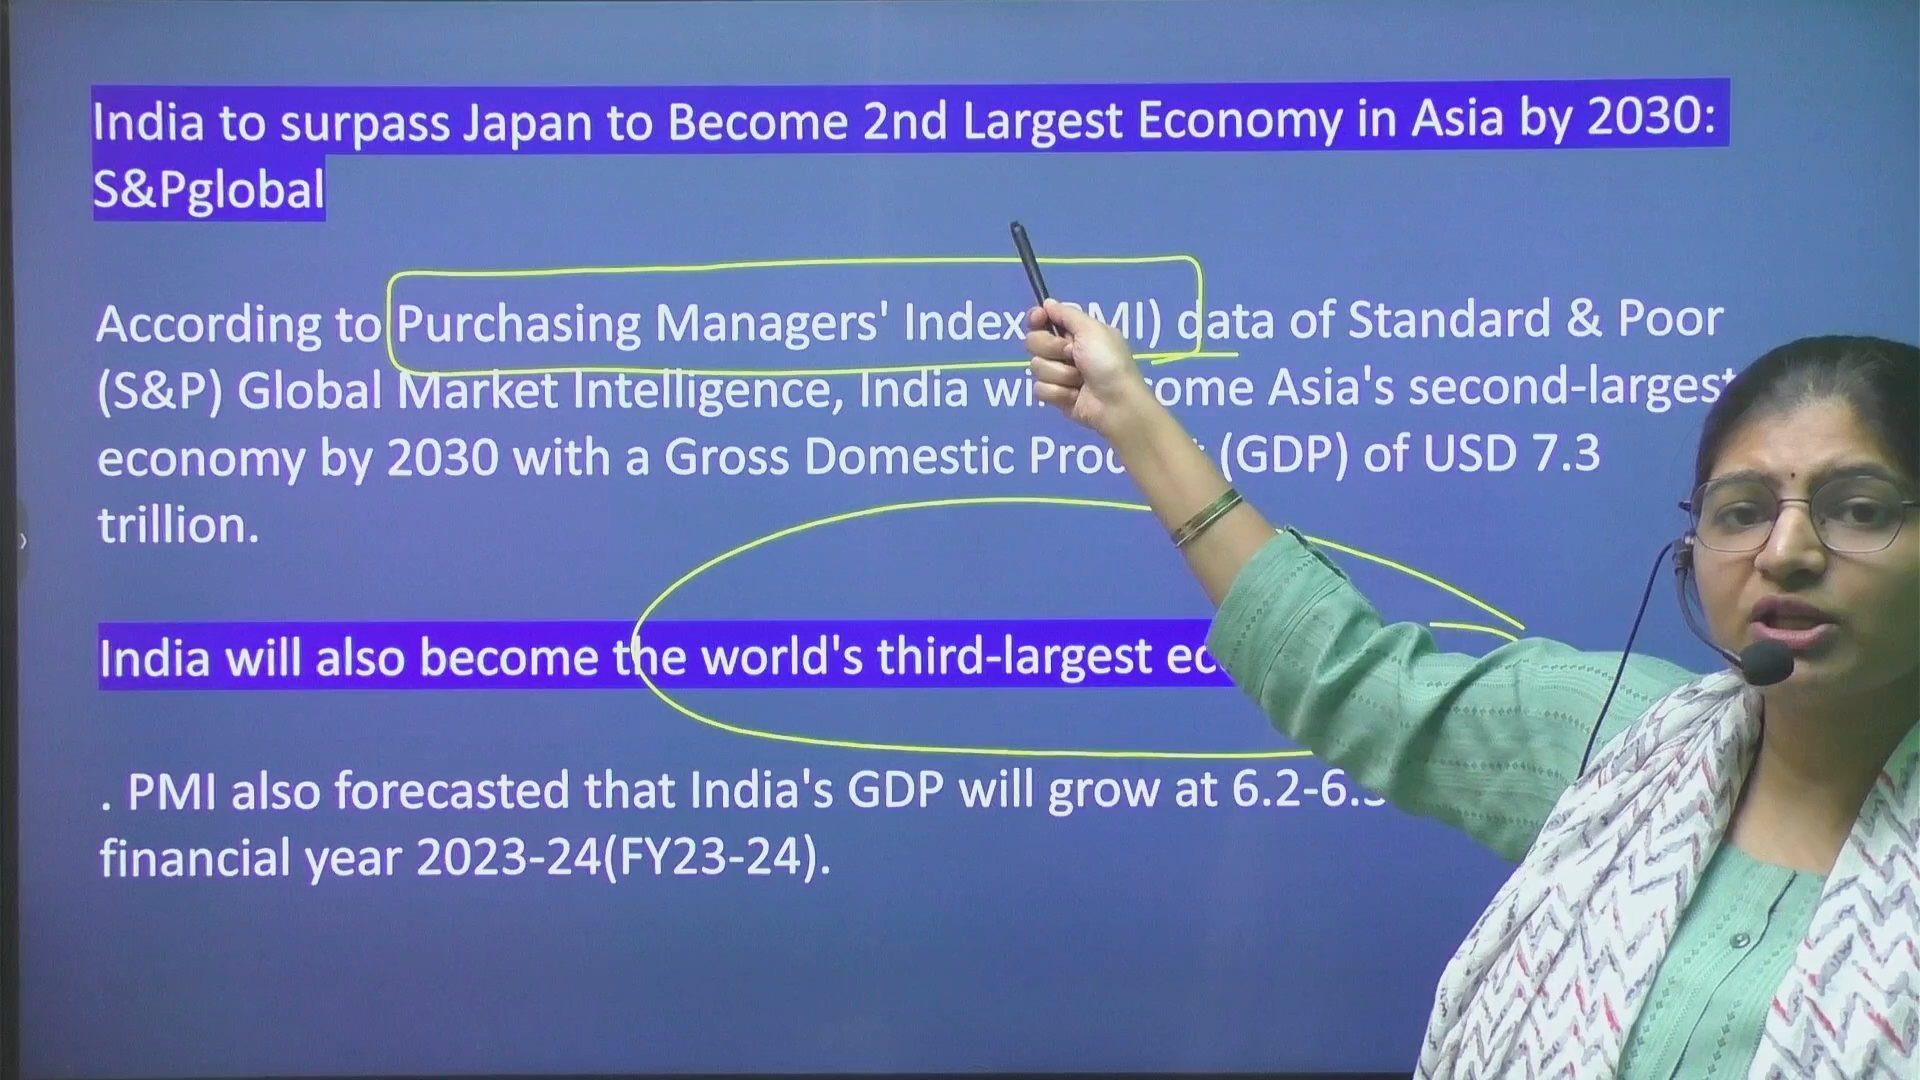 India to surpass Japan to Become 2nd Largest Economy in Asia by 2030:
S&Pglobal
According to Purchasing Managers' Index data of Standard & Poor
(S&P) Global Market Intelligence, India Asia's second-largest
economy by 2030 with a Gross Domestic (GDP) of USD 7.3
trillion.
India will also become the world's third-largest
. PMI also forecasted that India's GDP will grow at
financial year 2023-24(FY23-24).